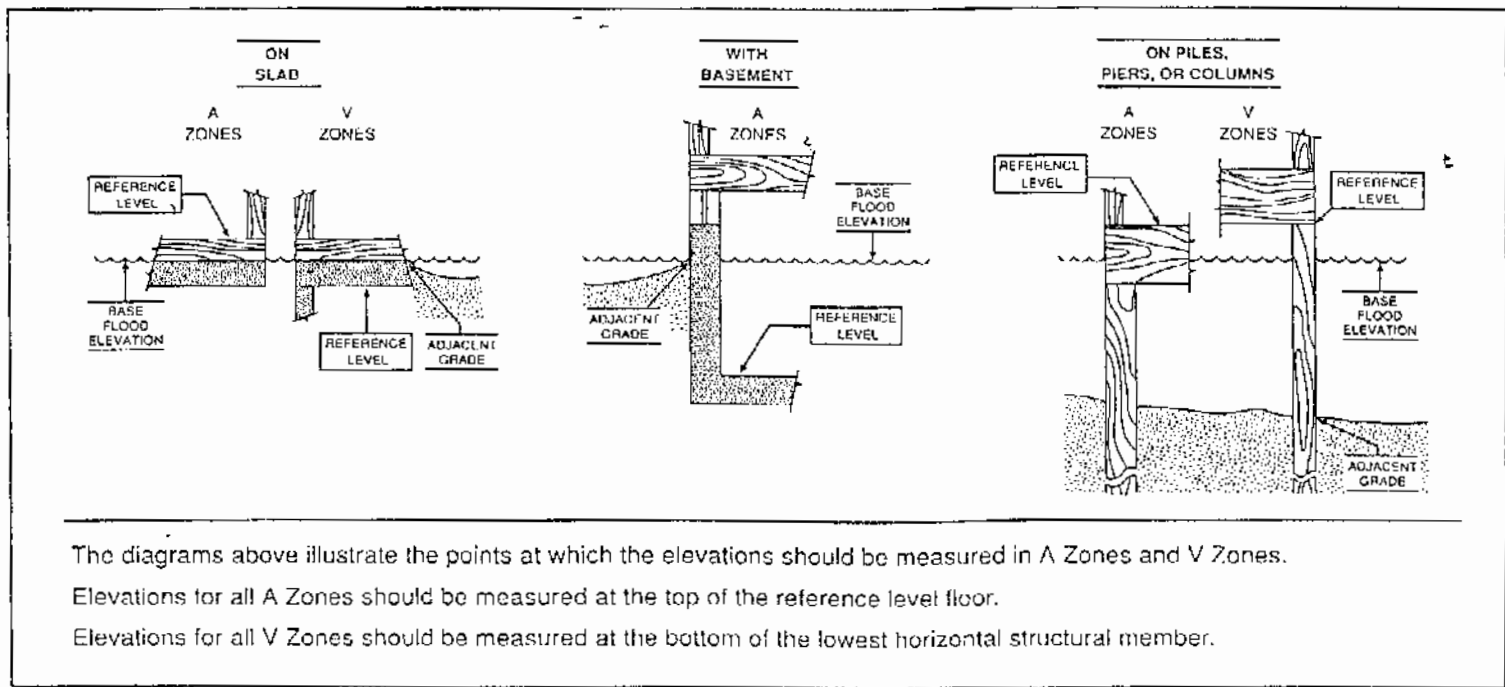 ON
SLAB
A
ZONES
V
ZONES
REFERENCE
LEVEL
BASE
FLOOD
ELEVATION
REFERENCE
LEVEL
ADJACENT
GRADE
WITH
BASEMENT
A
ZONES
BASE
FLOOD
ELEVATION
ADJACENT
GRADE
REFERENCE
LEVEL
ON PILES,
PIERS, OR COLUMNS
A
ZONES
V
ZONES
REFERENCE
LEVEL
REFERENCE
LEVEL
BASE
FLOOD
ELEVATION
ADJACENT
GRADE
The diagrams above illustrate the points at which the elevations should be measured in A Zones and V Zones.
Elevations for all A Zones should be measured at the top of the reference level floor.
Elevations for all V Zones should be measured at the bottom of the lowest horizontal structural member.